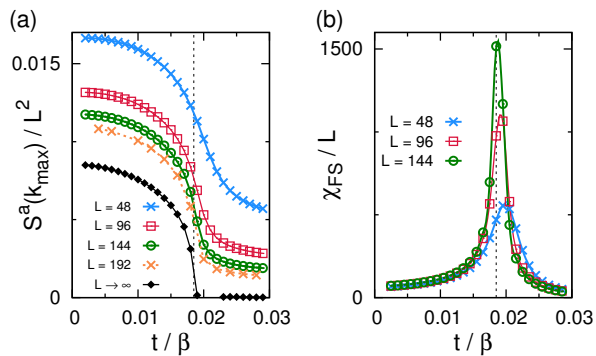 (a)
S^a(k_max) / L^2
0.015
0
L = 48
L = 96
L = 144
L = 192
L → ∞
0 0.01 0.02 0.03
t / β
(b)
χ_FS / L
1500
0
L = 48
L = 96
L = 144
0 0.01 0.02 0.03
t / β